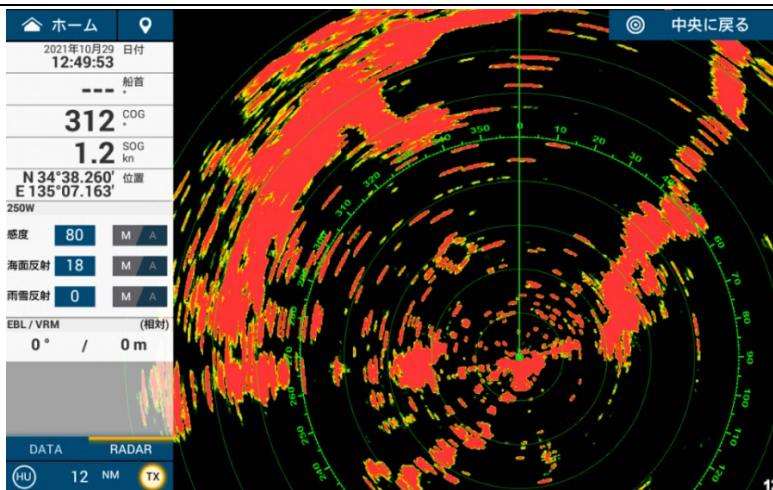 ホーム
中央に戻る
2021年10月29 日付
12:49:53
--- 船首 °
312 COG °
1.2 SOG kn
N 34°38.260' 位置
E 135°07.163'
250W
感度 80 M / A
海面反射 18 M / A
雨雪反射 0 M / A
EBL / VRM (相対)
0 ° / 0 m
DATA RADAR
HU 12 NM TX
350 0 10 20 30 50 60 70 80 90 100 110 120
320 310 300 270 260 250 240